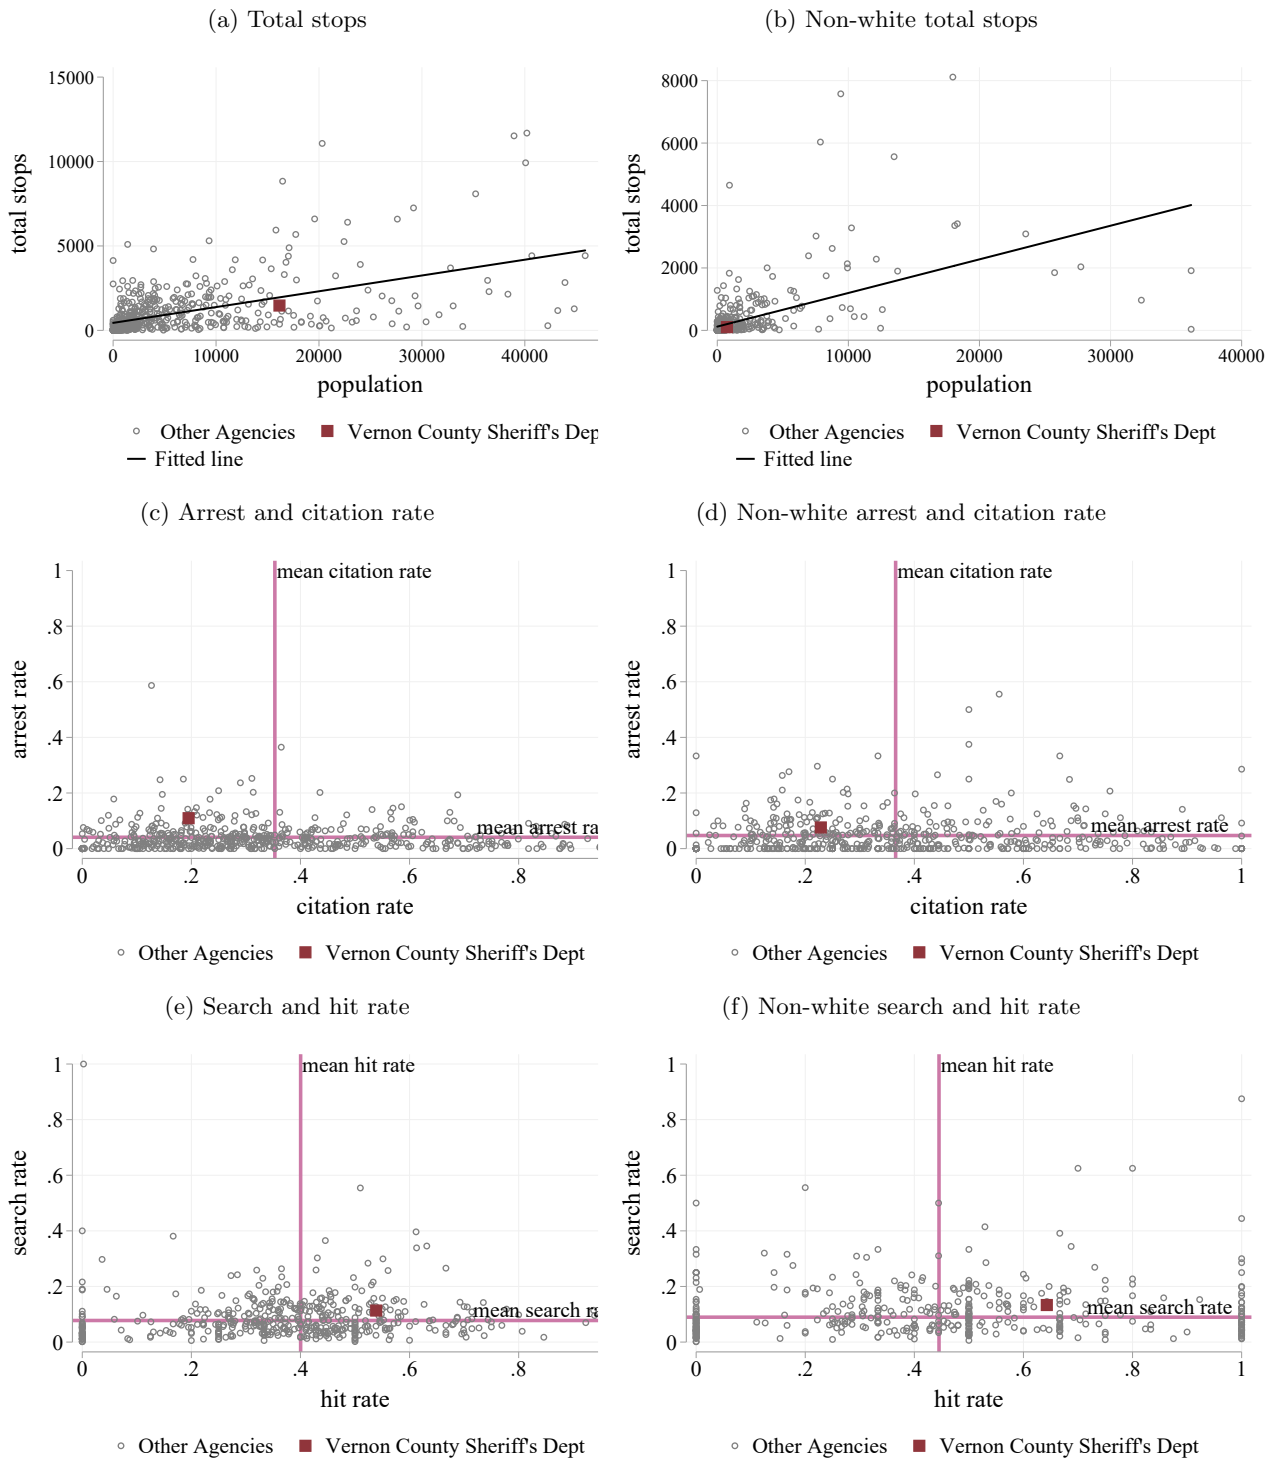 (a) Total stops
15000
10000
5000
0
total stops
0 10000 20000 30000 40000
population
Other Agencies Vernon County Sheriff's Dep
Fitted line
(b) Non-white total stops
8000
6000
4000
2000
0
total stops
0 10000 20000 30000 40000
population
Other Agencies Vernon County Sheriff's Dept
Fitted line
(c) Arrest and citation rate
mean citation rate
1
.8
.6
.4
.2
0
arrest rate
mean arrest ra
0 .2 .4 .6 .8
citation rate
Other Agencies Vernon County Sheriff's Dept
(d) Non-white arrest and citation rate
mean citation rate
1
.8
.6
.4
.2
0
arrest rate
mean arrest rate
0 .2 .4 .6 .8 1
citation rate
Other Agencies Vernon County Sheriff's Dept
(e) Search and hit rate
mean hit rate
1
.8
.6
.4
.2
0
search rate
mean search ra
0 .2 .4 .6 .8
hit rate
Other Agencies Vernon County Sheriff's Dept
(f) Non-white search and hit rate
mean hit rate
1
.8
.6
.4
.2
0
search rate
mean search rate
0 .2 .4 .6 .8 1
hit rate
Other Agencies Vernon County Sheriff's Dept